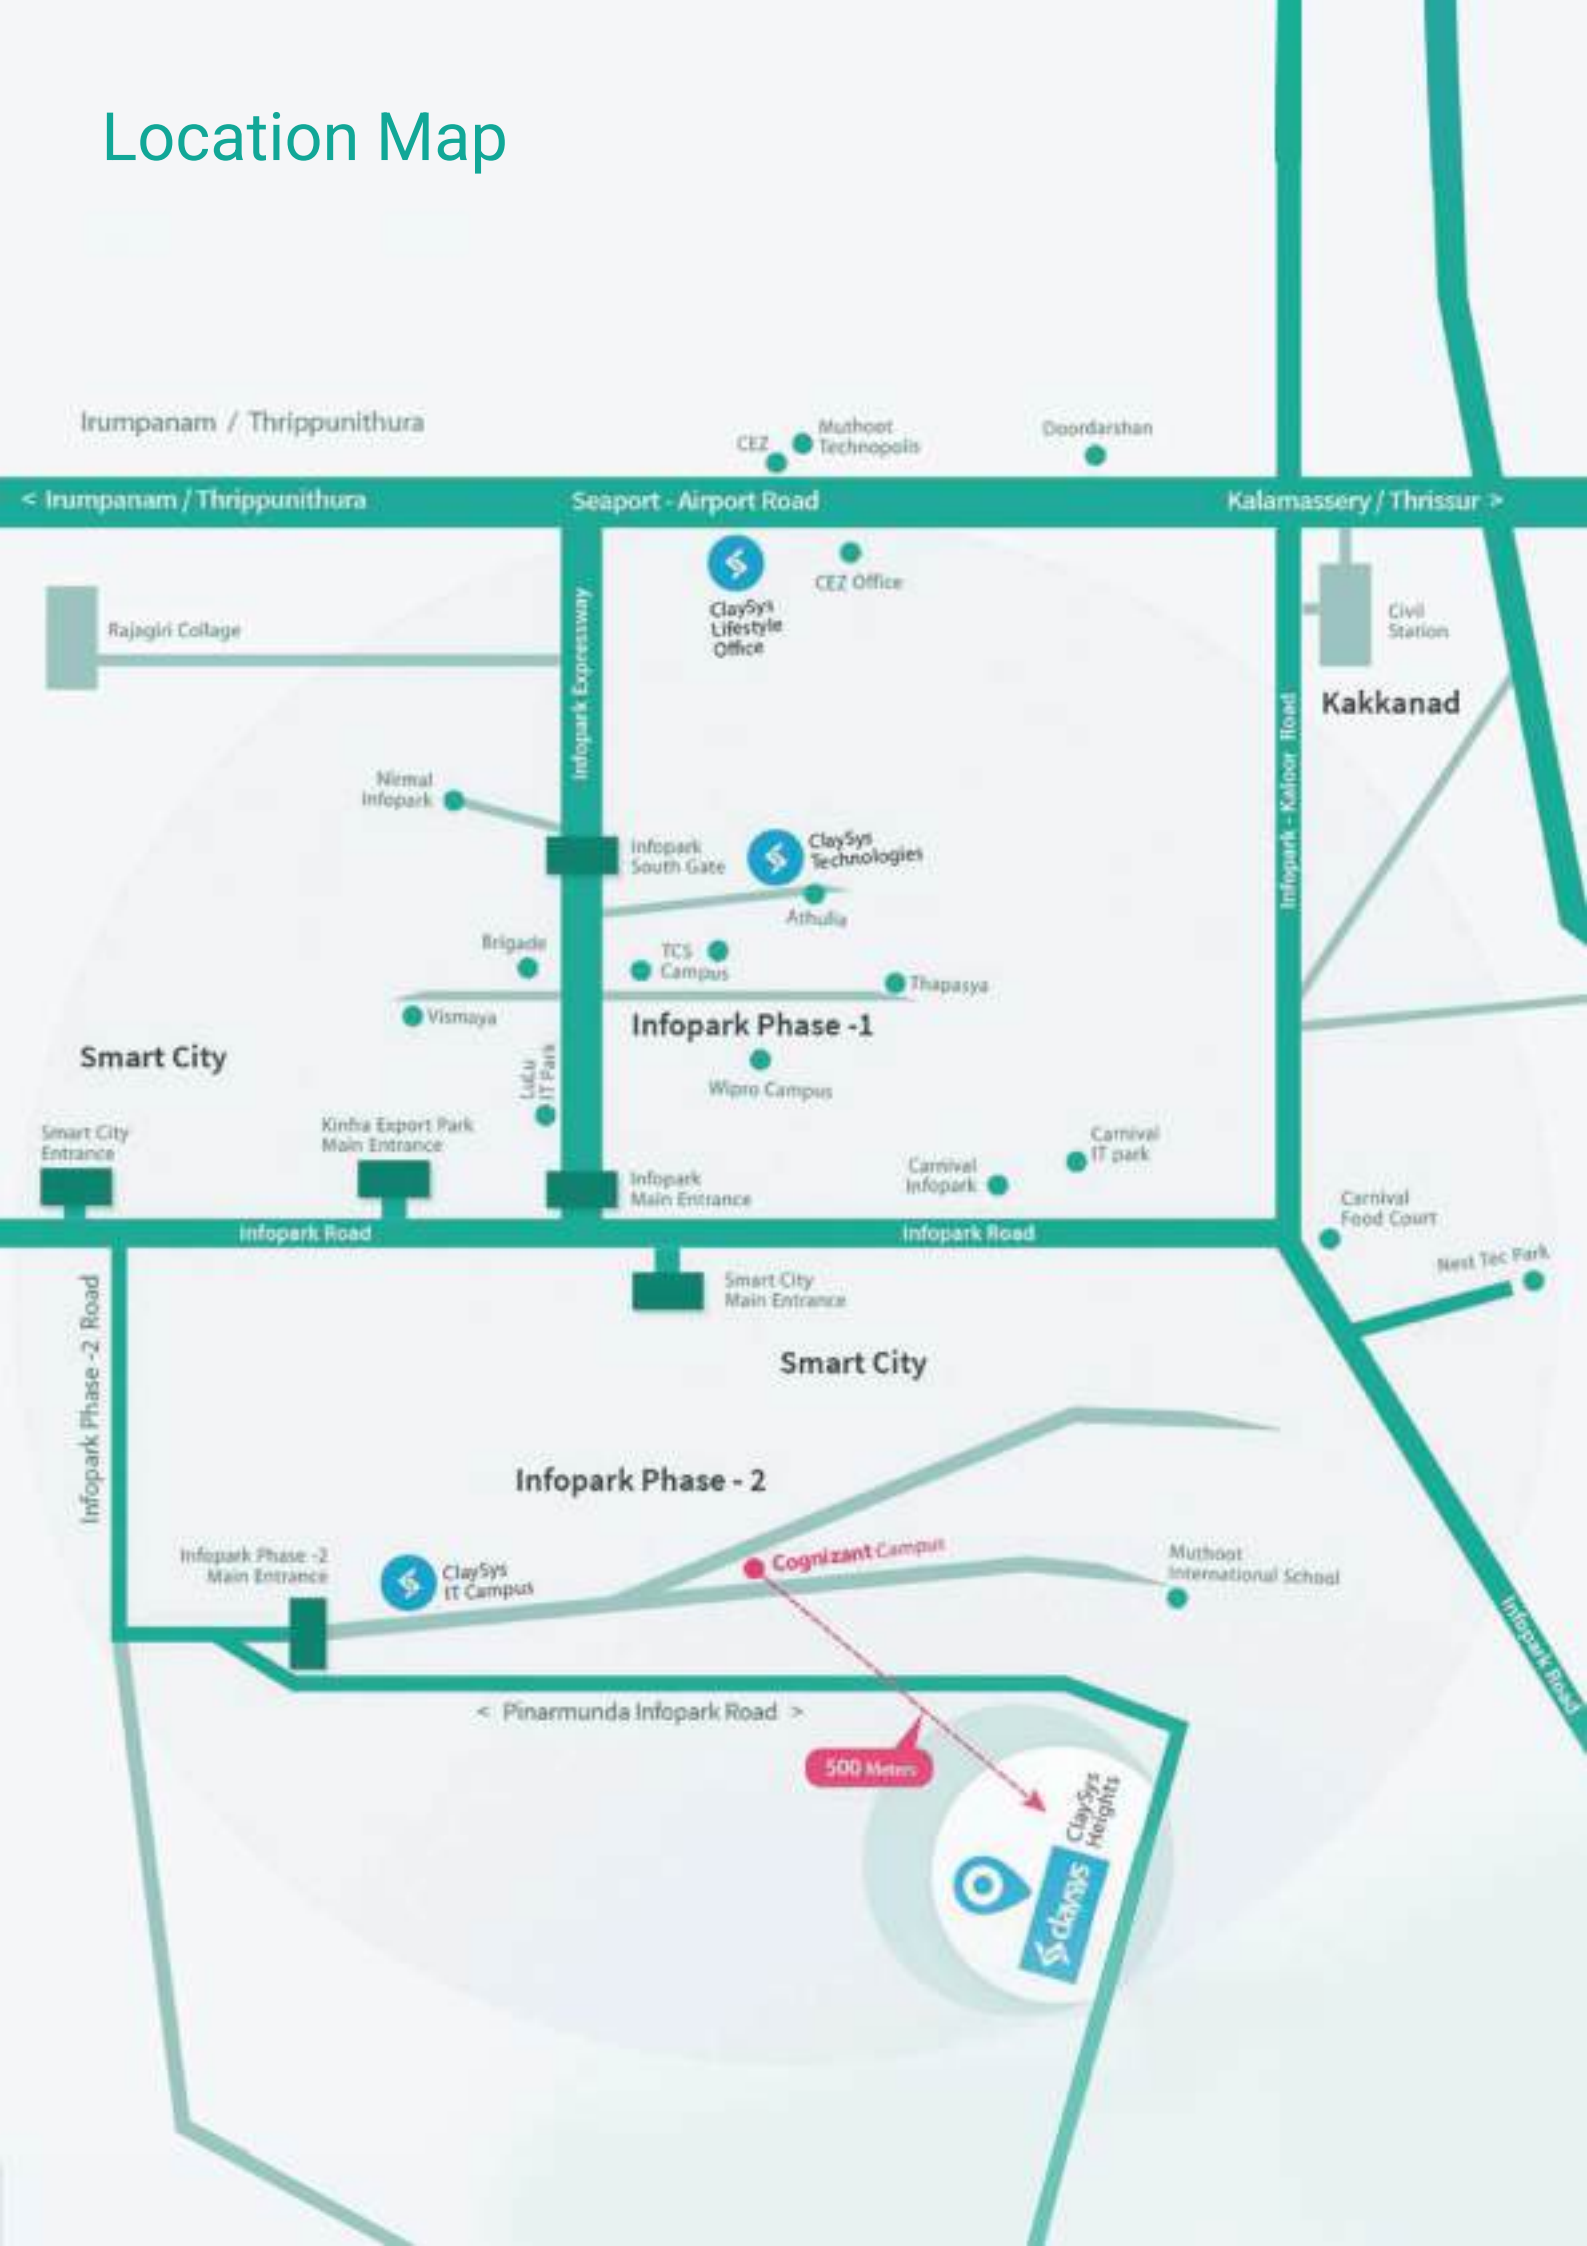 Location Map
Irumpanam / Thrippunithura
CEZ
Muthoot
Technopolis
Doordarshan
< Irumpanam / Thrippunithura
Seaport - Airport Road
Kalamassery / Thrissur >
ClaySys
Lifestyle
Office
CEZ Office
Civil
Station
Rajagiri Collage
Infopark Expressway
Kakkanad
Infopark - Kaloor Road
Nirmal
Infopark
Infopark
South Gate
ClaySys
Technologies
Athulia
Brigade
TCS
Campus
Thapasya
Vismaya
Infopark Phase -1
Smart City
LuLu
IT Park
Wipro Campus
Smart City
Entrance
Kinfra Export Park
Main Entrance
Infopark
Main Entrance
Carnival
Infopark
Carnival
IT park
Carnival
Food Court
Infopark Road
Infopark Road
Nest Tec Park
Smart City
Main Entrance
Infopark Phase -2 Road
Smart City
Infopark Phase - 2
Infopark Phase -2
Main Entrance
ClaySys
IT Campus
Cognizant Campus
Muthoot
International School
Infopark Road
< Pinarmunda Infopark Road >
500 Meters
ClaySys
Heights
claysys